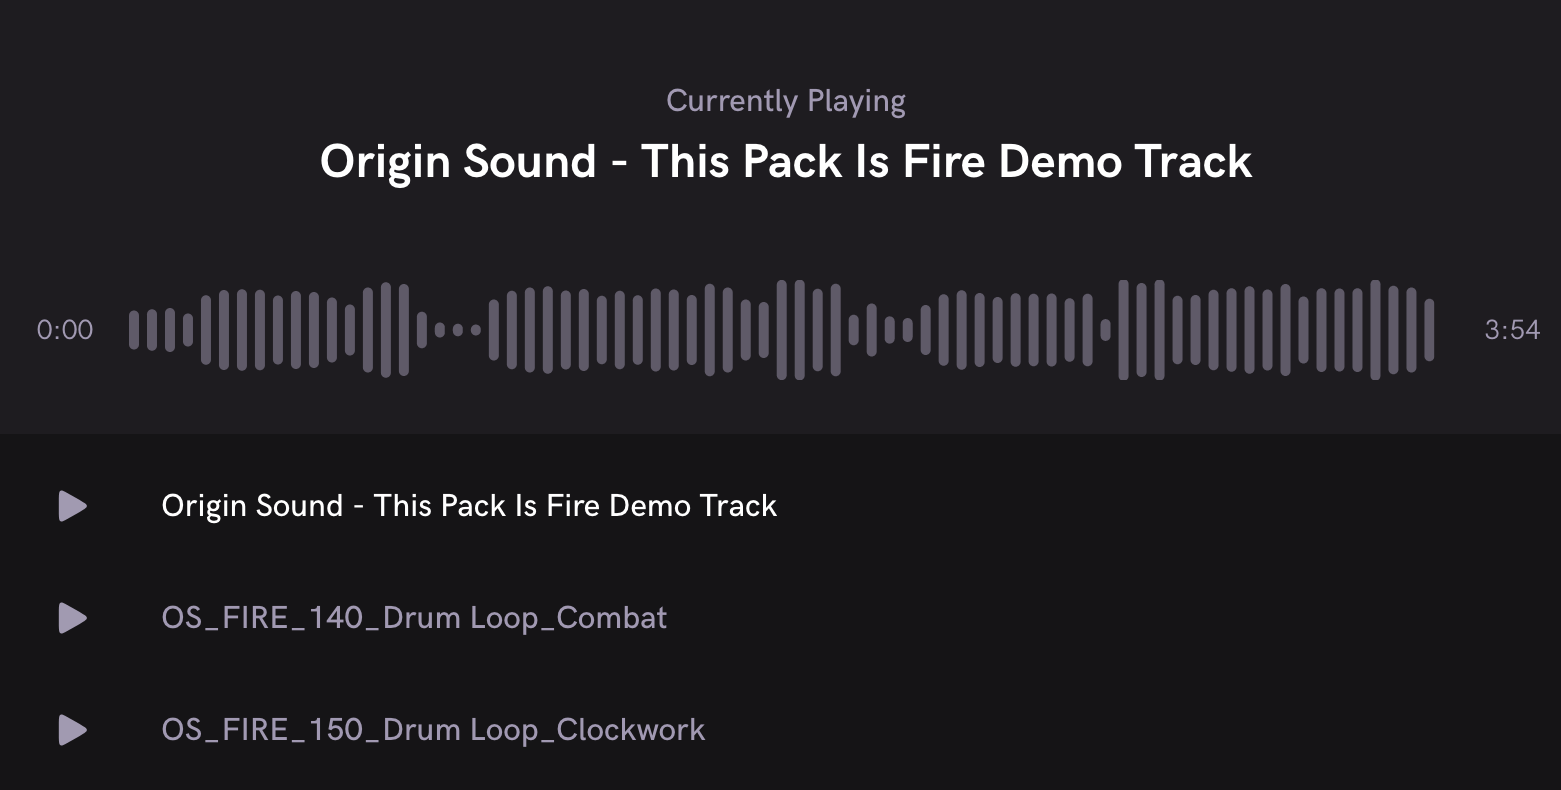 Currently Playing
Origin Sound - This Pack Is Fire Demo Track
0:00
3:54
Origin Sound - This Pack Is Fire Demo Track
OS_FIRE_140_Drum Loop_Combat
OS_FIRE_150_Drum Loop_Clockwork